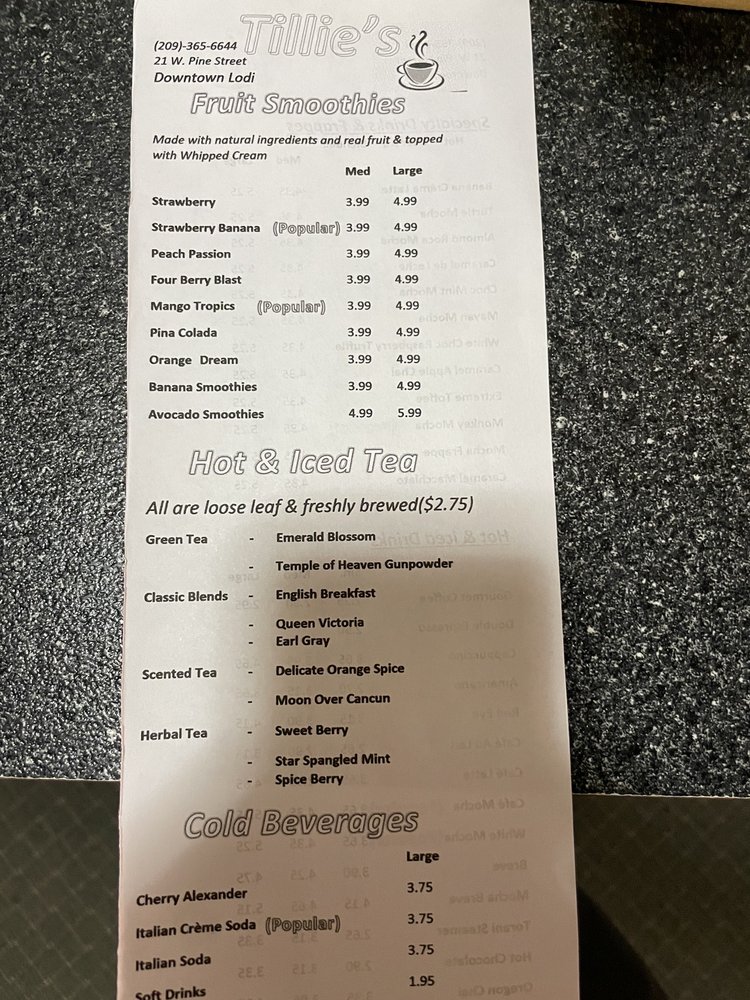 Tillie's
(209)-365-6644
21 W. Pine Street
Downtown Lodi
Fruit Smoothies
Made with natural ingredients and real fruit & topped
with Whipped Cream
Med Large
Strawberry 3.99 4.99
Strawberry Banana (Popular) 3.99 4.99
Peach Passion 3.99 4.99
Four Berry Blast 3.99 4.99
Mango Tropics (Popular) 3.99 4.99
Pina Colada 3.99 4.99
Orange Dream 3.99 4.99
Banana Smoothies 3.99 4.99
Avocado Smoothies 4.99 5.99
Hot & Iced Tea
All are loose leaf & freshly brewed($2.75)
Green Tea - Emerald Blossom
- Temple of Heaven Gunpowder
Classic Blends - English Breakfast
- Queen Victoria
- Earl Gray
Scented Tea - Delicate Orange Spice
- Moon Over Cancun
Herbal Tea - Sweet Berry
- Star Spangled Mint
- Spice Berry
Cold Beverages
Large
Cherry Alexander 3.75
Italian Crème Soda (Popular) 3.75
Italian Soda 3.75
Soft Drinks 1.95